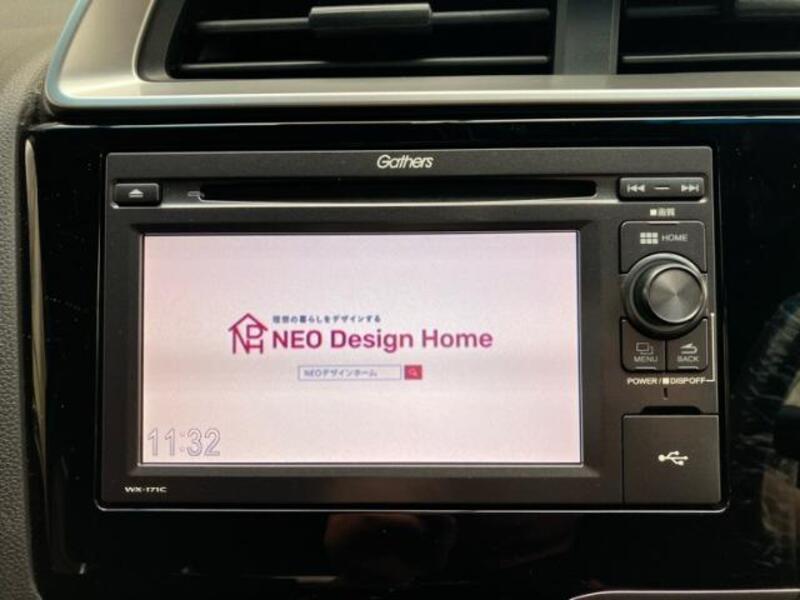 Gathers
■画質
HOME
理想の暮らしをデザインする
NEO Design Home
NEOデザインホーム
MENU
BACK
POWER/■DISP OFF
11:32
WX-171C